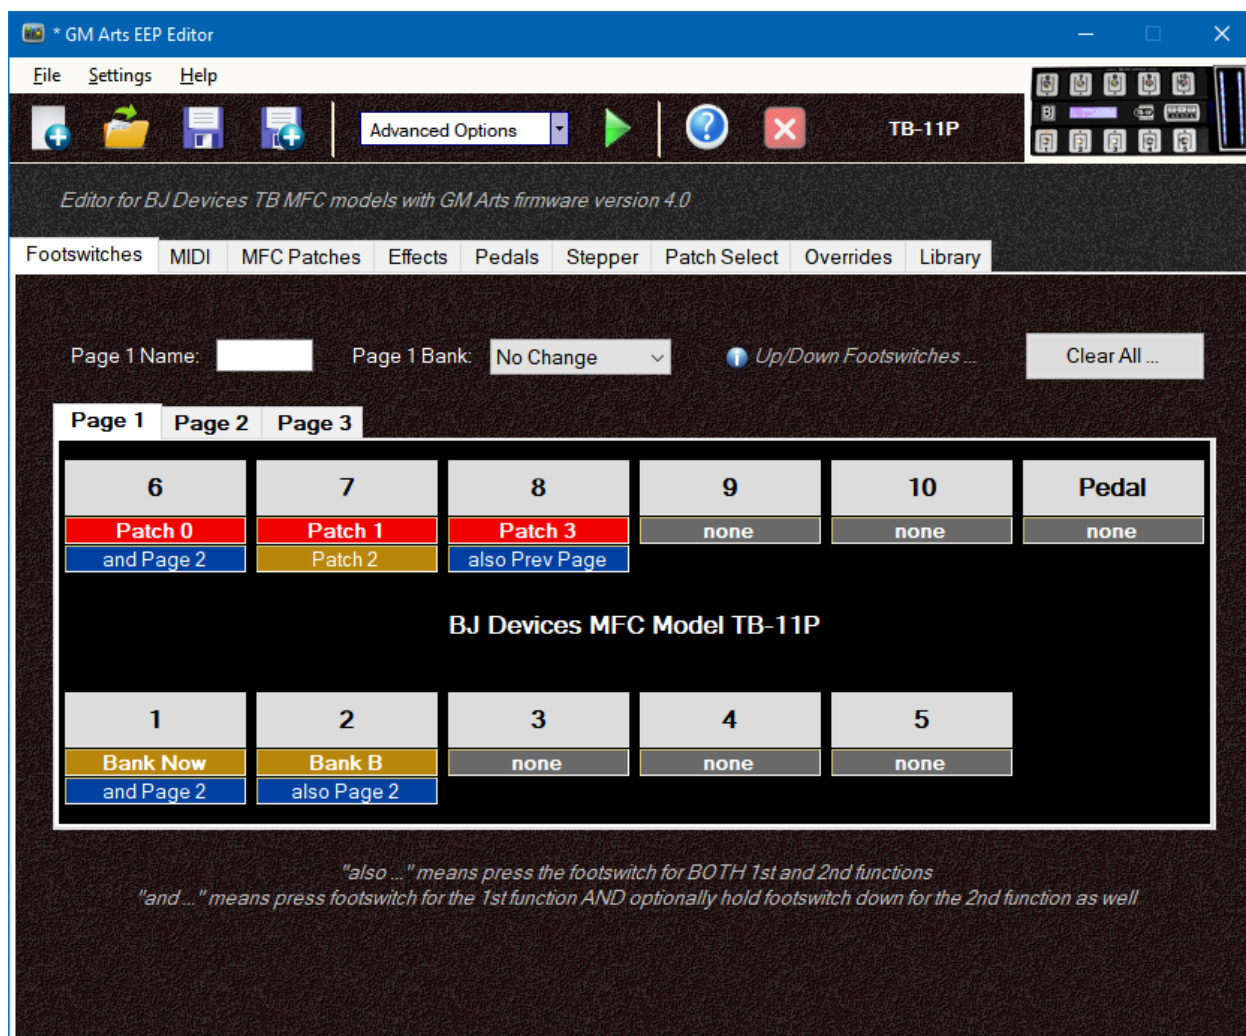 * GM Arts EEP Editor
File Settings Help
Advanced Options
TB-11P
Editor for BJ Devices TB MFC models with GM Arts firmware version 4.0
Footswitches MIDI MFC Patches Effects Pedals Stepper Patch Select Overrides Library
Page 1 Name: Page 1 Bank: No Change Up/Down Footswitches ... Clear All ...
Page 1 Page 2 Page 3
6 7 8 9 10 Pedal
Patch 0 Patch 1 Patch 3 none none none
and Page 2 Patch 2 also Prev Page
BJ Devices MFC Model TB-11P
1 2 3 4 5
Bank Now Bank B none none none
and Page 2 also Page 2
"also ..." means press the footswitch for BOTH 1st and 2nd functions
"and ..." means press footswitch for the 1st function AND optionally hold footswitch down for the 2nd function as well